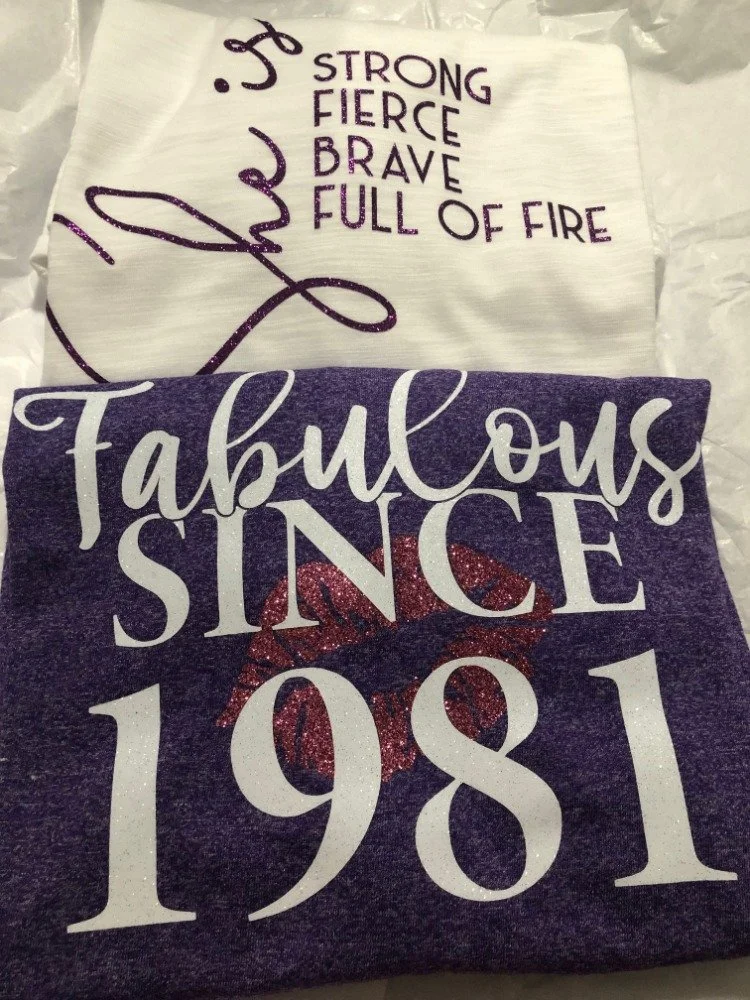 She is
STRONG
FIERCE
BRAVE
FULL OF FIRE
Fabulous
SINCE
1981